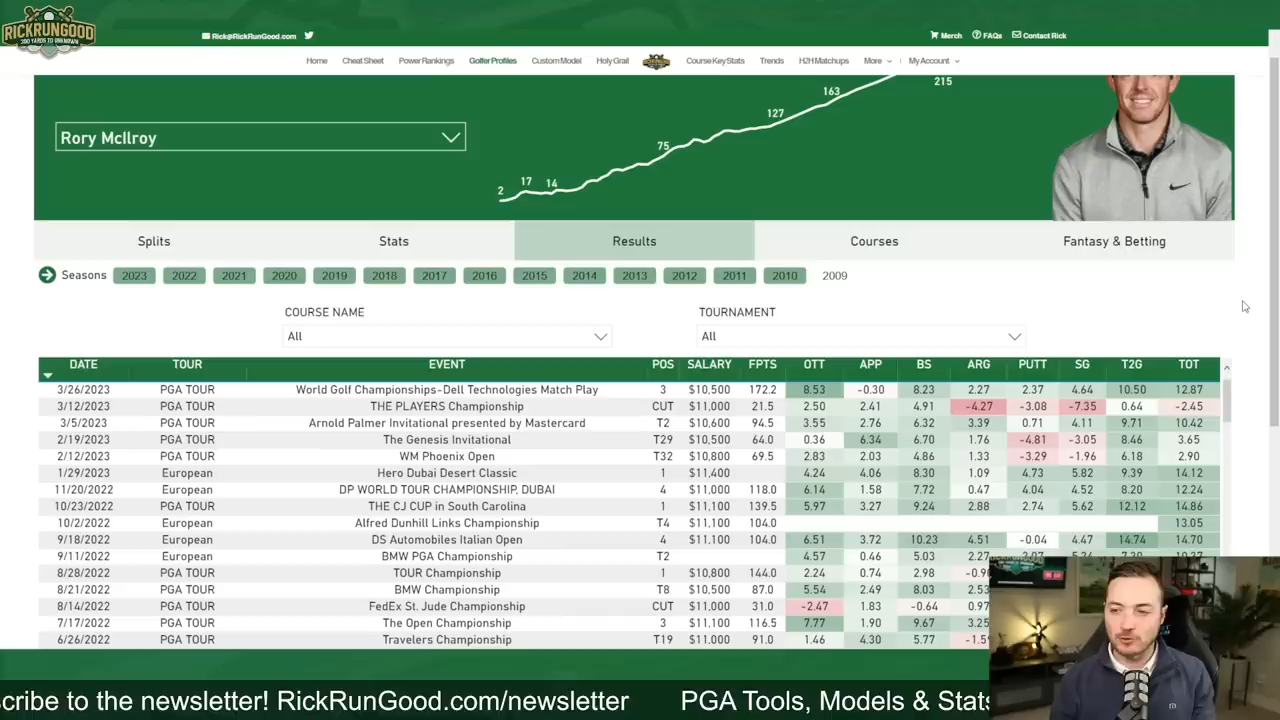 RICKRUNGOOD
300 YARDS TO UNKNOWN
Rick@RickRunGood.com
Merch FAQs Contact Rick
Home Cheat Sheet Power Rankings Golfer Profiles Custom Model Holy Grail Course Key Stats Trends H2H Matchups More My Account
Rory McIlroy
2 17 14 75 127 163 215
Splits Stats Results Courses Fantasy & Betting
Seasons 2023 2022 2021 2020 2019 2018 2017 2016 2015 2014 2013 2012 2011 2010 2009
COURSE NAME TOURNAMENT
All All
DATE TOUR EVENT POS SALARY FPTS OTT APP BS ARG PUTT SG T2G TOT
3/26/2023 PGA TOUR World Golf Championships-Dell Technologies Match Play 3 $10,500 172.2 8.53 -0.30 8.23 2.27 2.37 4.64 10.50 12.87
3/12/2023 PGA TOUR THE PLAYERS Championship CUT $11,000 21.5 2.50 2.41 4.91 -4.27 -3.08 -7.35 0.64 -2.45
3/5/2023 PGA TOUR Arnold Palmer Invitational presented by Mastercard T2 $10,600 94.5 3.55 2.76 6.32 3.39 0.71 4.11 9.71 10.42
2/19/2023 PGA TOUR The Genesis Invitational T29 $10,500 64.0 0.36 6.34 6.70 1.76 -4.81 -3.05 8.46 3.65
2/12/2023 PGA TOUR WM Phoenix Open T32 $10,800 69.5 2.83 2.03 4.86 1.33 -3.29 -1.96 6.18 2.90
1/29/2023 European Hero Dubai Desert Classic 1 $11,400 4.24 4.06 8.30 1.09 4.73 5.82 9.39 14.12
11/20/2022 European DP WORLD TOUR CHAMPIONSHIP, DUBAI 4 $11,000 118.0 6.14 1.58 7.72 0.47 4.04 4.52 8.20 12.24
10/23/2022 PGA TOUR THE CJ CUP in South Carolina 1 $11,100 139.5 5.97 3.27 9.24 2.88 2.74 5.62 12.12 14.86
10/2/2022 European Alfred Dunhill Links Championship T4 $11,100 104.0 13.05
9/18/2022 European DS Automobiles Italian Open 4 $11,100 104.0 6.51 3.72 10.23 4.51 -0.04 4.47 14.74 14.70
9/11/2022 European BMW PGA Championship T2 4.57 0.46 5.03 2.27
8/28/2022 PGA TOUR TOUR Championship 1 $10,800 144.0 2.24 0.74 2.98
8/21/2022 PGA TOUR BMW Championship T8 $10,900 87.0 5.54 2.49 8.03 2.53
8/14/2022 PGA TOUR FedEx St. Jude Championship CUT $11,000 31.0 -2.47 1.83 -0.64 0.97
7/17/2022 PGA TOUR The Open Championship 3 $11,100 116.5 7.77 1.90 9.67 3.25
6/26/2022 PGA TOUR Travelers Championship T19 $11,000 91.0 1.46 4.30 5.77
scribe to the newsletter! RickRunGood.com/newsletter PGA Tools, Models & Stats